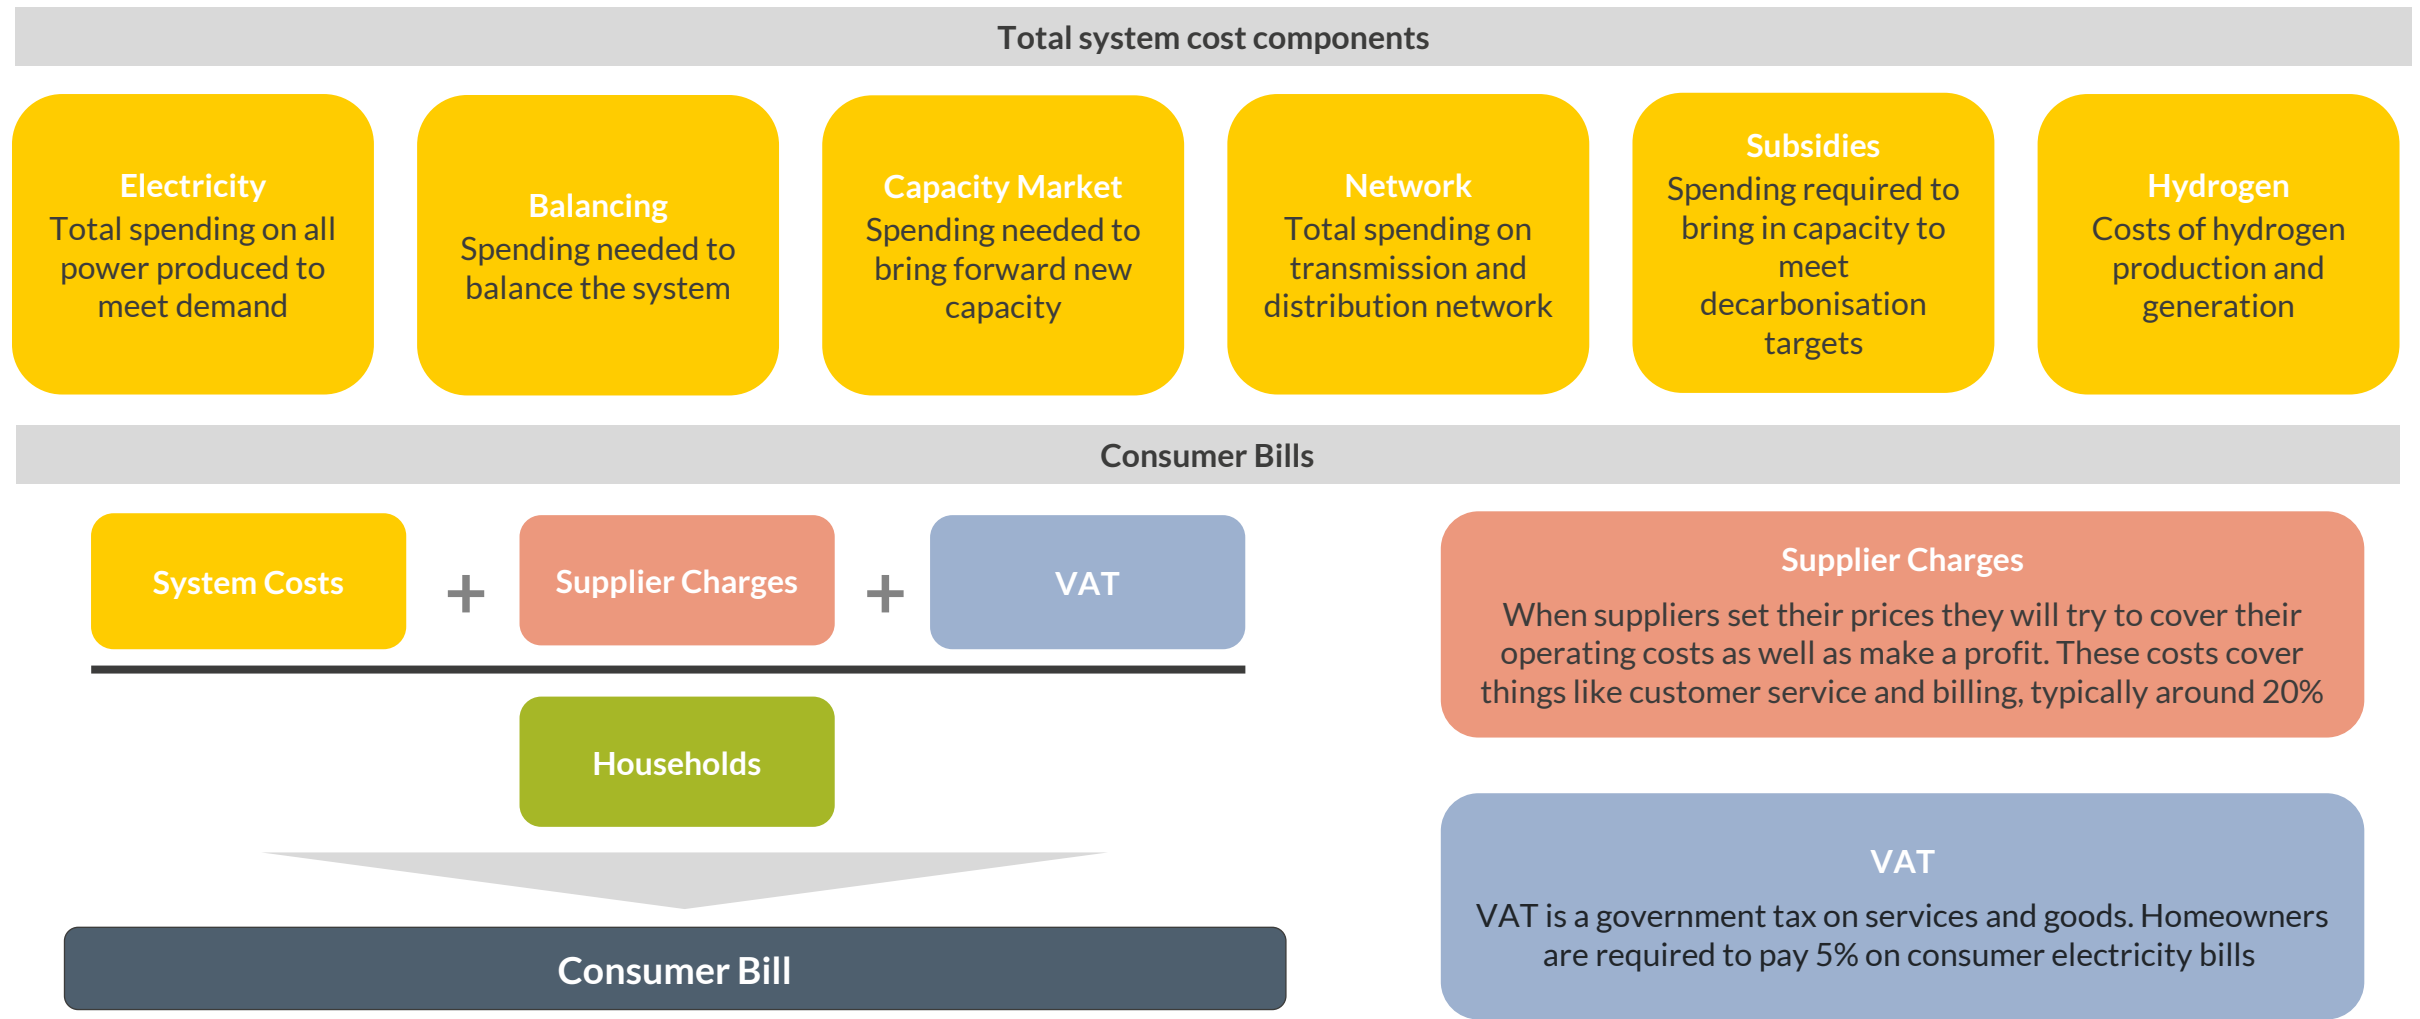 Total system cost components
Electricity
Total spending on all
power produced to
meet demand
Balancing
Spending needed to
balance the system
Capacity Market
Spending needed to
bring forward new
capacity
Network
Total spending on
transmission and
distribution network
Subsidies
Spending required to
bring in capacity to
meet
decarbonisation
targets
Hydrogen
Costs of hydrogen
production and
generation
Consumer Bills
System Costs
+
Supplier Charges
+
VAT
Households
Consumer Bill
Supplier Charges
When suppliers set their prices they will try to cover their
operating costs as well as make a profit. These costs cover
things like customer service and billing, typically around 20%
VAT
VAT is a government tax on services and goods. Homeowners
are required to pay 5% on consumer electricity bills